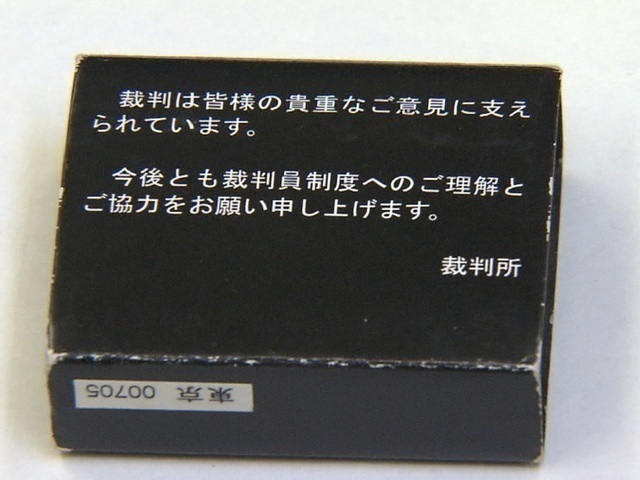 裁判は皆様の貴重なご意見に支え
られています。
今後とも裁判員制度へのご理解と
ご協力をお願い申し上げます。
裁判所
東京 00705